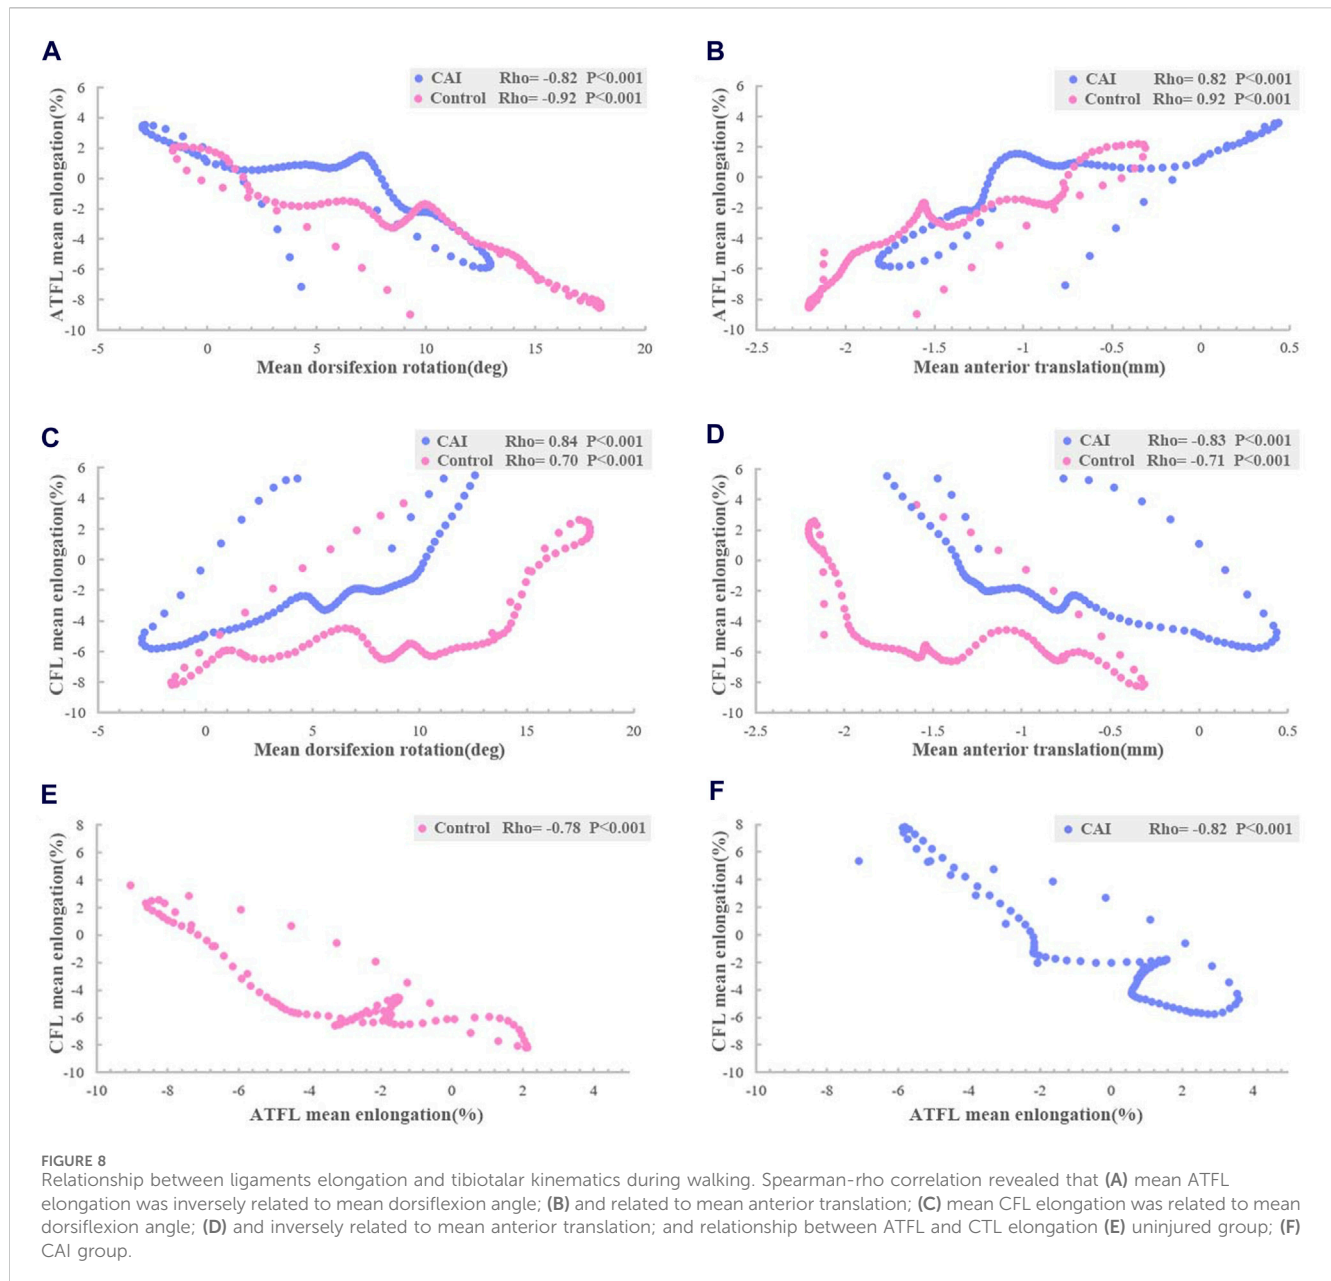 A
CAI Rho= -0.82 P<0.001
Control Rho= -0.92 P<0.001
ATFL mean enlongation(%)
6
4
2
0
-2
-4
-6
-8
-10
-5 0 5 10 15 20
Mean dorsifexion rotation(deg)
B
CAI Rho= 0.82 P<0.001
Control Rho= 0.92 P<0.001
ATFL mean enlongation(%)
6
4
2
0
-2
-4
-6
-8
-10
-2.5 -2 -1.5 -1 -0.5 0 0.5
Mean anterior translation(mm)
C
CAI Rho= 0.84 P<0.001
Control Rho= 0.70 P<0.001
CFL mean enlongation(%)
6
4
2
0
-2
-4
-6
-8
-10
-5 0 5 10 15 20
Mean dorsifexion rotation(deg)
D
CAI Rho= -0.83 P<0.001
Control Rho= -0.71 P<0.001
CFL mean enlongation(%)
6
4
2
0
-2
-4
-6
-8
-10
-2.5 -2 -1.5 -1 -0.5 0 0.5
Mean anterior translation(mm)
E
Control Rho= -0.78 P<0.001
CFL mean enlongation(%)
8
6
4
2
0
-2
-4
-6
-8
-10
-10 -8 -6 -4 -2 0 2 4
ATFL mean enlongation(%)
F
CAI Rho= -0.82 P<0.001
CFL mean enlongation(%)
8
6
4
2
0
-2
-4
-6
-8
-10
-10 -8 -6 -4 -2 0 2 4
ATFL mean enlongation(%)
FIGURE 8
Relationship between ligaments elongation and tibiotalar kinematics during walking. Spearman-rho correlation revealed that (A) mean ATFL
elongation was inversely related to mean dorsiflexion angle; (B) and related to mean anterior translation; (C) mean CFL elongation was related to mean
dorsiflexion angle; (D) and inversely related to mean anterior translation; and relationship between ATFL and CTL elongation (E) uninjured group; (F)
CAI group.